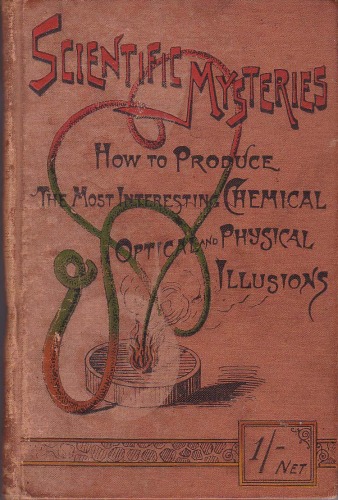 SCIENTIFIC
MYSTERIES
HOW TO PRODUCE
THE MOST INTERESTING CHEMICAL
OPTICAL AND PHYSICAL
ILLUSIONS
1/-
NET